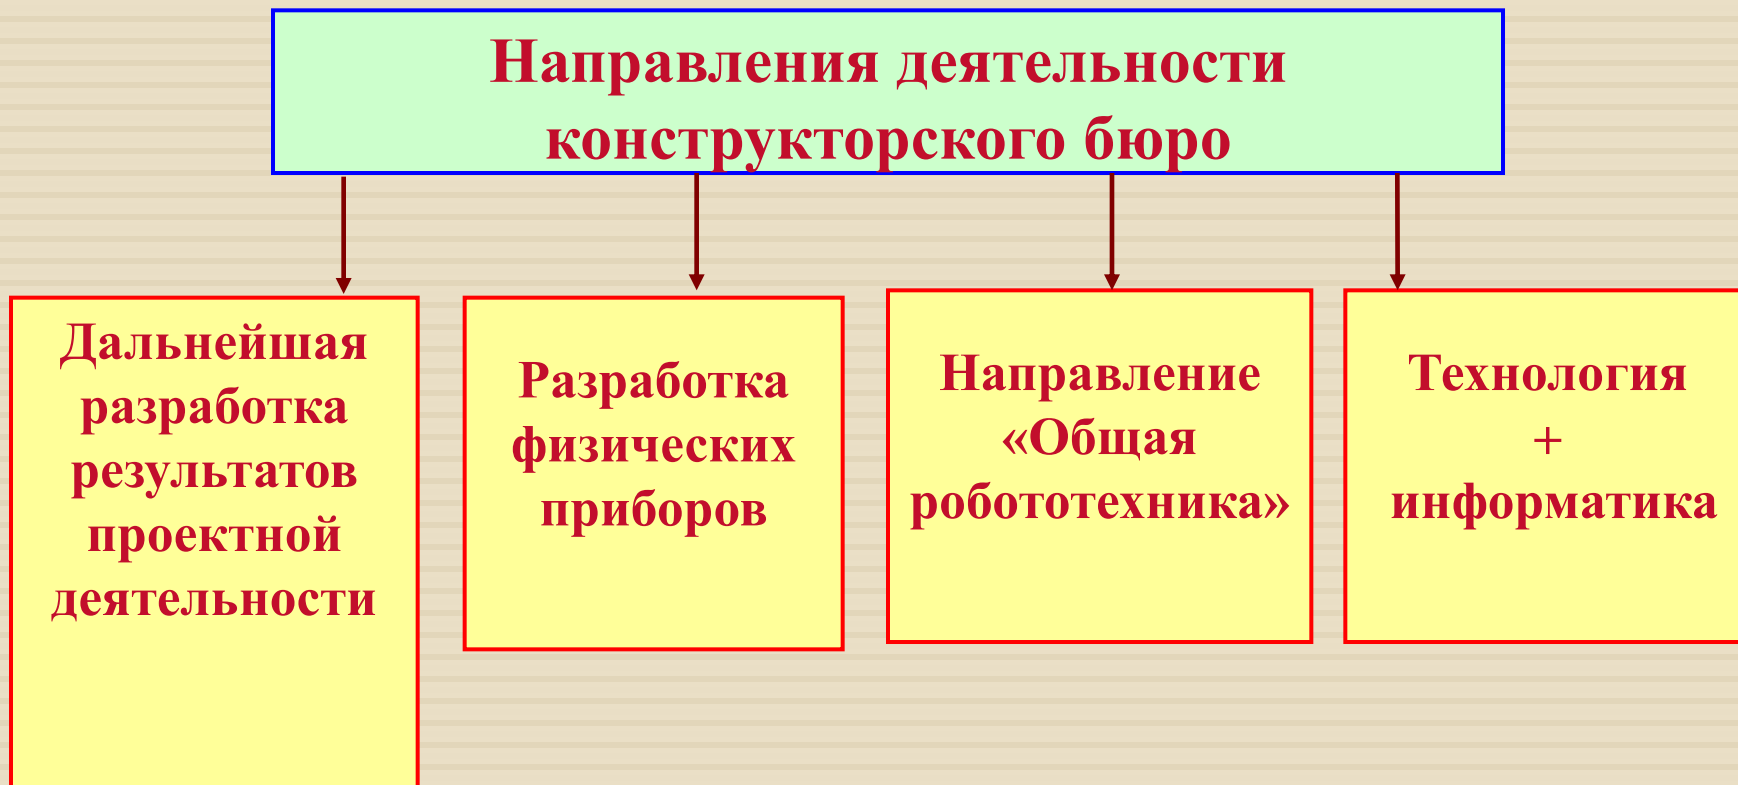 Направления деятельности
конструкторского бюро
Дальнейшая
разработка
результатов
проектной
деятельности
Разработка
физических
приборов
Направление
«Общая
робототехника»
Технология
+
информатика